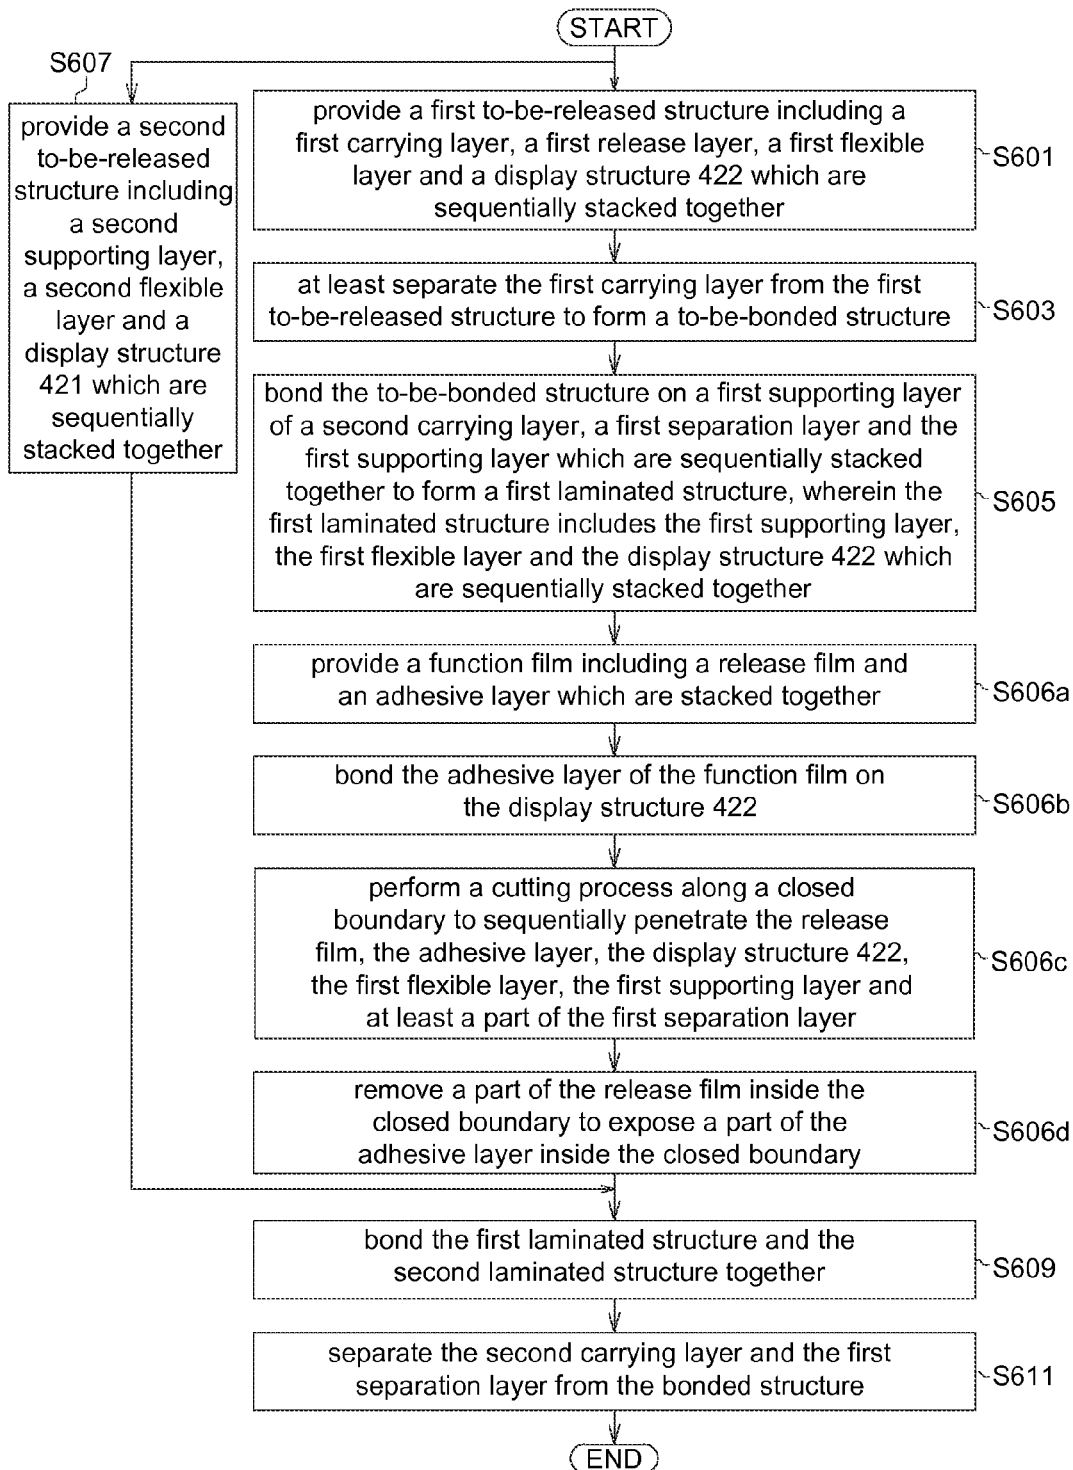 START
S607
provide a second
to-be-released
structure including
a second
supporting layer,
a second flexible
layer and a
display structure
421 which are
sequentially
stacked together
provide a first to-be-released structure including a
first carrying layer, a first release layer, a first flexible
layer and a display structure 422 which are
sequentially stacked together
S601
at least separate the first carrying layer from the first
to-be-released structure to form a to-be-bonded structure
S603
bond the to-be-bonded structure on a first supporting layer
of a second carrying layer, a first separation layer and the
first supporting layer which are sequentially stacked
together to form a first laminated structure, wherein the
first laminated structure includes the first supporting layer,
the first flexible layer and the display structure 422 which
are sequentially stacked together
S605
provide a function film including a release film and
an adhesive layer which are stacked together
S606a
bond the adhesive layer of the function film on
the display structure 422
S606b
perform a cutting process along a closed
boundary to sequentially penetrate the release
film, the adhesive layer, the display structure 422,
the first flexible layer, the first supporting layer and
at least a part of the first separation layer
S606c
remove a part of the release film inside the
closed boundary to expose a part of the
adhesive layer inside the closed boundary
S606d
bond the first laminated structure and the
second laminated structure together
S609
separate the second carrying layer and the first
separation layer from the bonded structure
S611
END